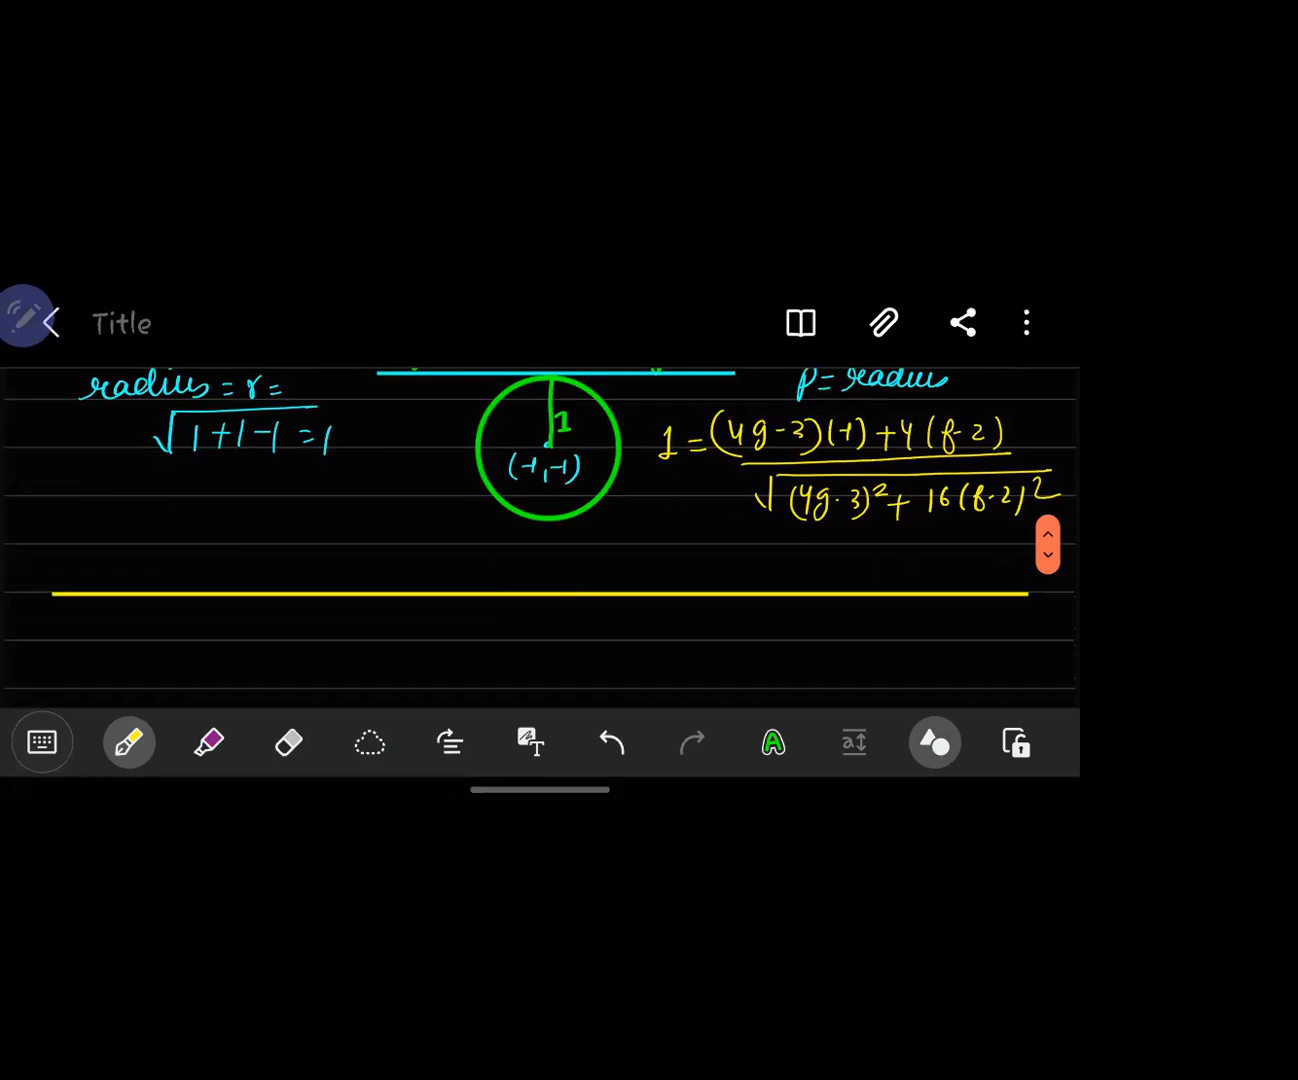 Title
radius = r =
√1+1-1 = 1
1
(-1,-1)
p = radius
1 = (4g-3)(-1)+4(f-2)
√(4g-3)²+16(f-2)²